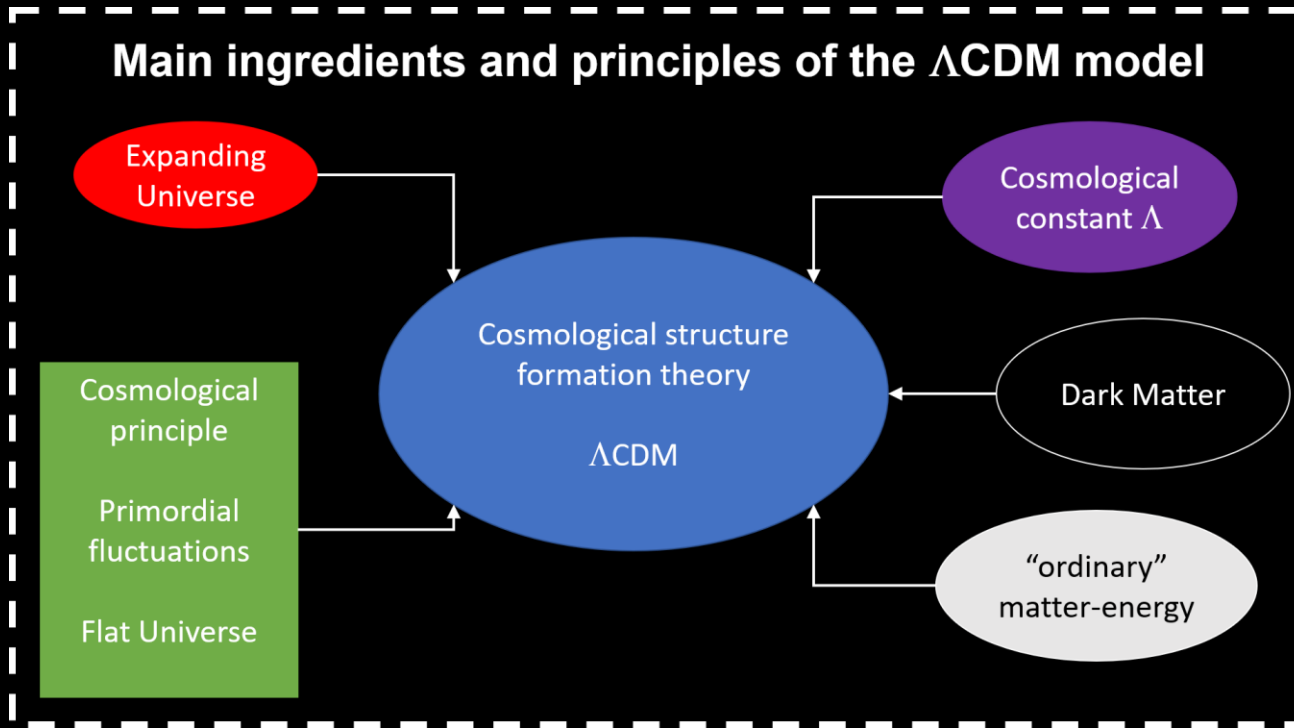 Main ingredients and principles of the ΛCDM model
Expanding
Universe
Cosmological
constant Λ
Cosmological structure
formation theory
ΛCDM
Cosmological
principle
Primordial
fluctuations
Flat Universe
Dark Matter
“ordinary”
matter-energy